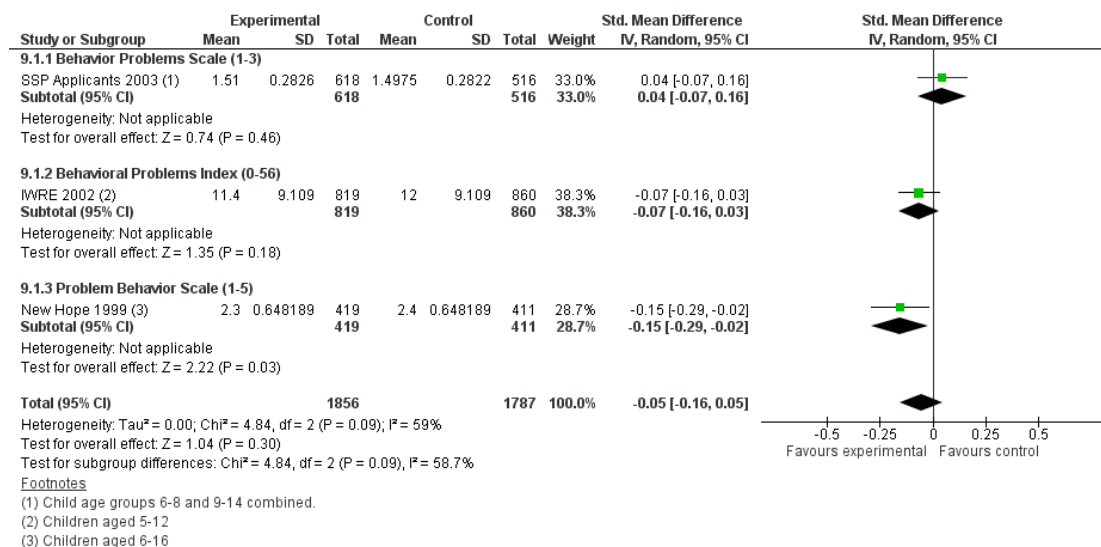 Experimental Control Std. Mean Difference Std. Mean Difference
Study or Subgroup Mean SD Total Mean SD Total Weight IV, Random, 95% CI IV, Random, 95% CI
9.1.1 Behavior Problems Scale (1-3)
SSP Applicants 2003 (1) 1.51 0.2826 618 1.4975 0.2822 516 33.0% 0.04 [-0.07, 0.16]
Subtotal (95% CI) 618 516 33.0% 0.04 [-0.07, 0.16]
Heterogeneity: Not applicable
Test for overall effect: Z = 0.74 (P = 0.46)
9.1.2 Behavioral Problems Index (0-56)
IWRE 2002 (2) 11.4 9.109 819 12 9.109 860 38.3% -0.07 [-0.16, 0.03]
Subtotal (95% CI) 819 860 38.3% -0.07 [-0.16, 0.03]
Heterogeneity: Not applicable
Test for overall effect: Z = 1.35 (P = 0.18)
9.1.3 Problem Behavior Scale (1-5)
New Hope 1999 (3) 2.3 0.648189 419 2.4 0.648189 411 28.7% -0.15 [-0.29, -0.02]
Subtotal (95% CI) 419 411 28.7% -0.15 [-0.29, -0.02]
Heterogeneity: Not applicable
Test for overall effect: Z = 2.22 (P = 0.03)
Total (95% CI) 1856 1787 100.0% -0.05 [-0.16, 0.05]
Heterogeneity: Tau² = 0.00; Chi² = 4.84, df = 2 (P = 0.09); I² = 59%
Test for overall effect: Z = 1.04 (P = 0.30)
Test for subgroup differences: Chi² = 4.84, df = 2 (P = 0.09), I² = 58.7%
-0.5 -0.25 0 0.25 0.5
Favours experimental Favours control
Footnotes
(1) Child age groups 6-8 and 9-14 combined.
(2) Children aged 5-12
(3) Children aged 6-16